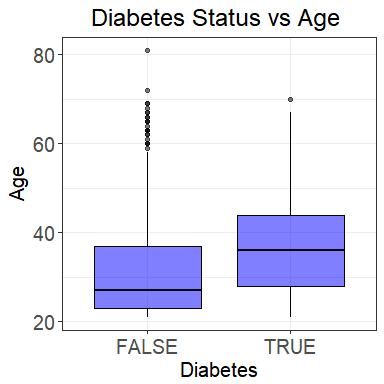 Diabetes Status vs Age
80
60
40
20
Age
FALSE TRUE
Diabetes